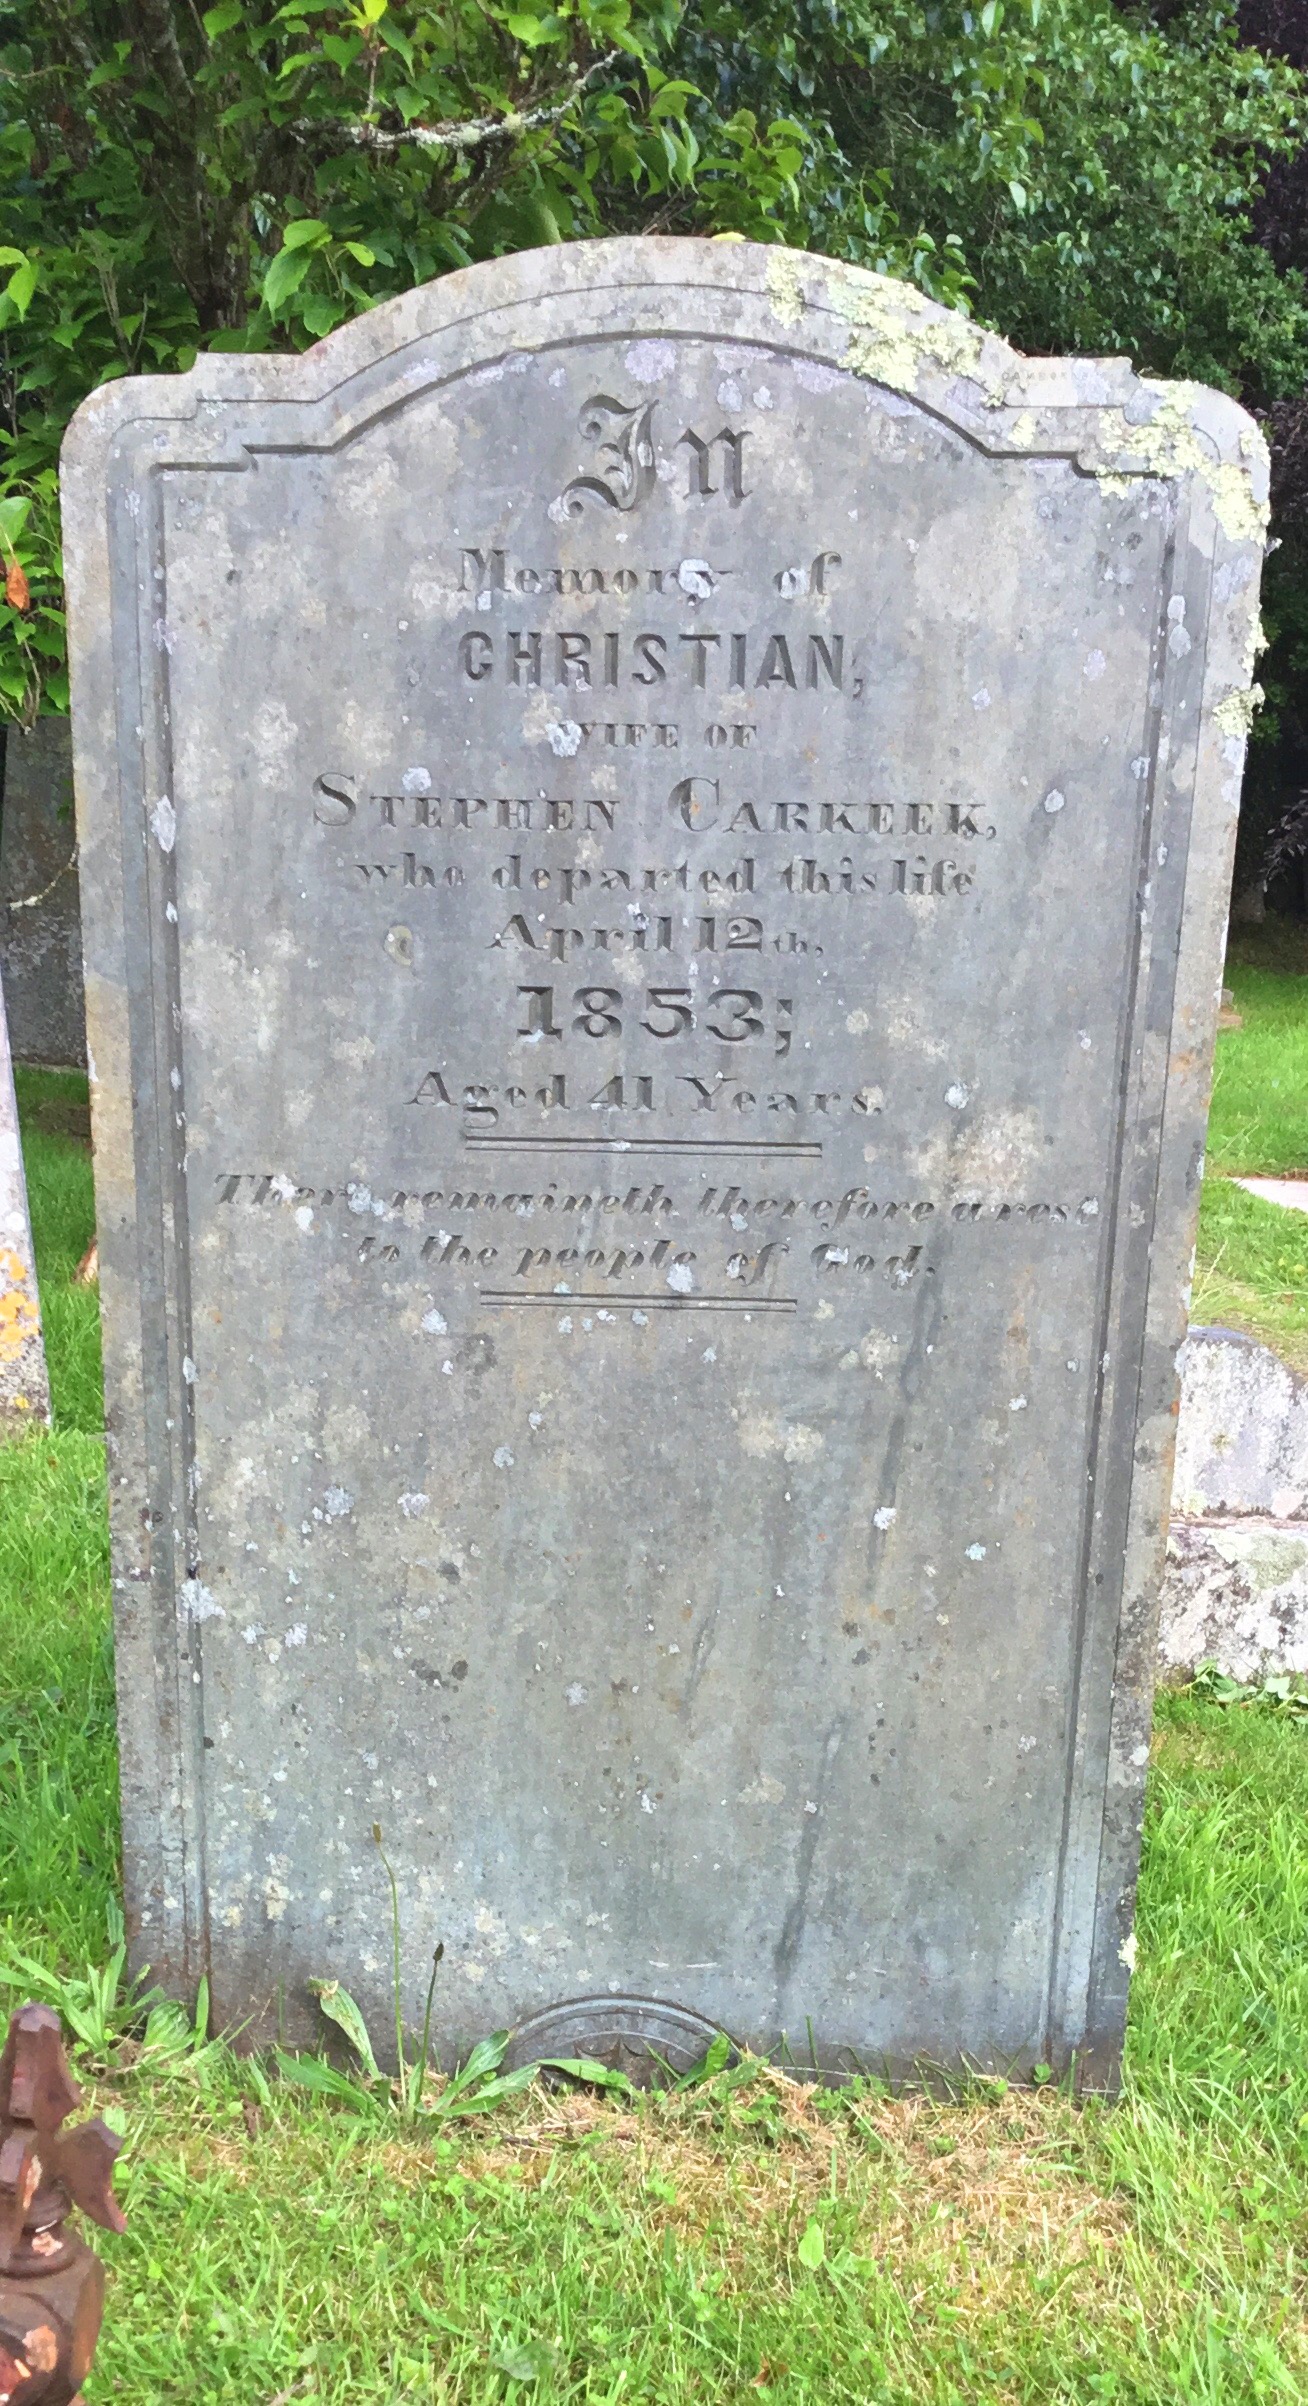 In
Memory of
CHRISTIAN,
WIFE OF
STEPHEN CARKEEK,
who departed this life
April 12th,
1853;
Aged 41 Years.
There remaineth therefore a rest
to the people of God.